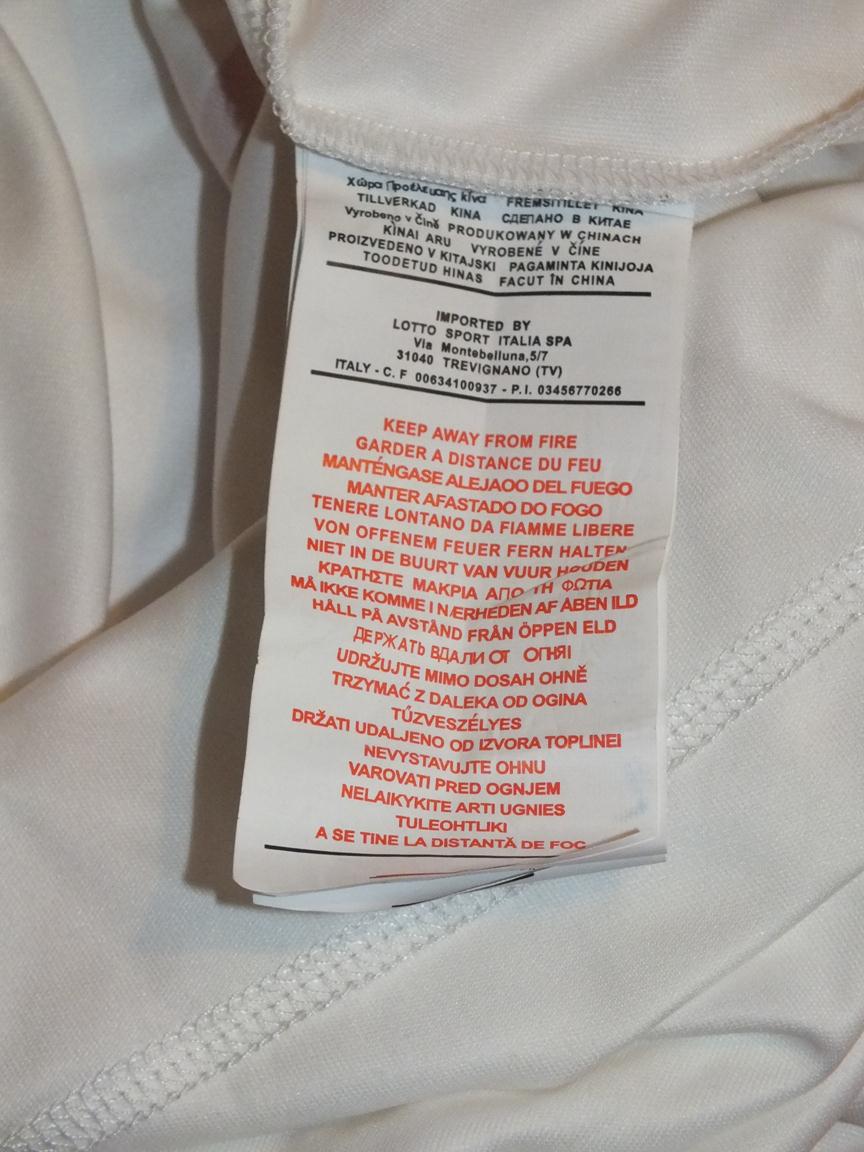 Χώρα Προέλευσης Κίνα FREMSTILLET KINA
TILLVERKAD KINA СДЕПАНО В КИТАЕ
Vyrobeno v Čině PRODUKOWANY W CHINACH
KÎNAI ARU VYROBENÉ V ČÍNE
PROIZVEDENO V KITAJSKI PAGAMINTA KINIJOJA
TOODETUD HINAS FACUT ÎN CHINA
IMPORTED BY
LOTTO SPORT ITALIA SPA
Via Montebelluna,5/7
31040 TREVIGNANO (TV)
ITALY - C. F 00634100937 - P.I. 03456770266
KEEP AWAY FROM FIRE
GARDER A DISTANCE DU FEU
MANTÉNGASE ALEJAOO DEL FUEGO
MANTER AFASTADO DO FOGO
TENERE LONTANO DA FIAMME LIBERE
VON OFFENEM FEUER FERN HALTEN
NIET IN DE BUURT VAN VUUR HOUDEN
ΚΡΑΤΗΣΤΕ ΜΑΚΡΙΑ ΑΠΟ ΤΗ ΦΩΤΙΑ
MÅ IKKE KOMME I NÆRHEDEN AF ÅBEN ILD
HÅLL PÅ AVSTÅND FRÅN ÖPPEN ELD
ДЕРЖАТЬ ВДАЛИ ОТ ОГНЯI
UDRŽUJTE MIMO DOSAH OHNĚ
TRZYMAĆ Z DALEKA OD OGINA
TŰZVESZÉLYES
DRŽATI UDALJENO OD IZVORA TOPLINEI
NEVYSTAVUJTE OHNU
VAROVATI PRED OGNJEM
NELAIKYKITE ARTI UGNIES
TULEOHTLIKI
A SE TINE LA DISTANTĂ DE FOC